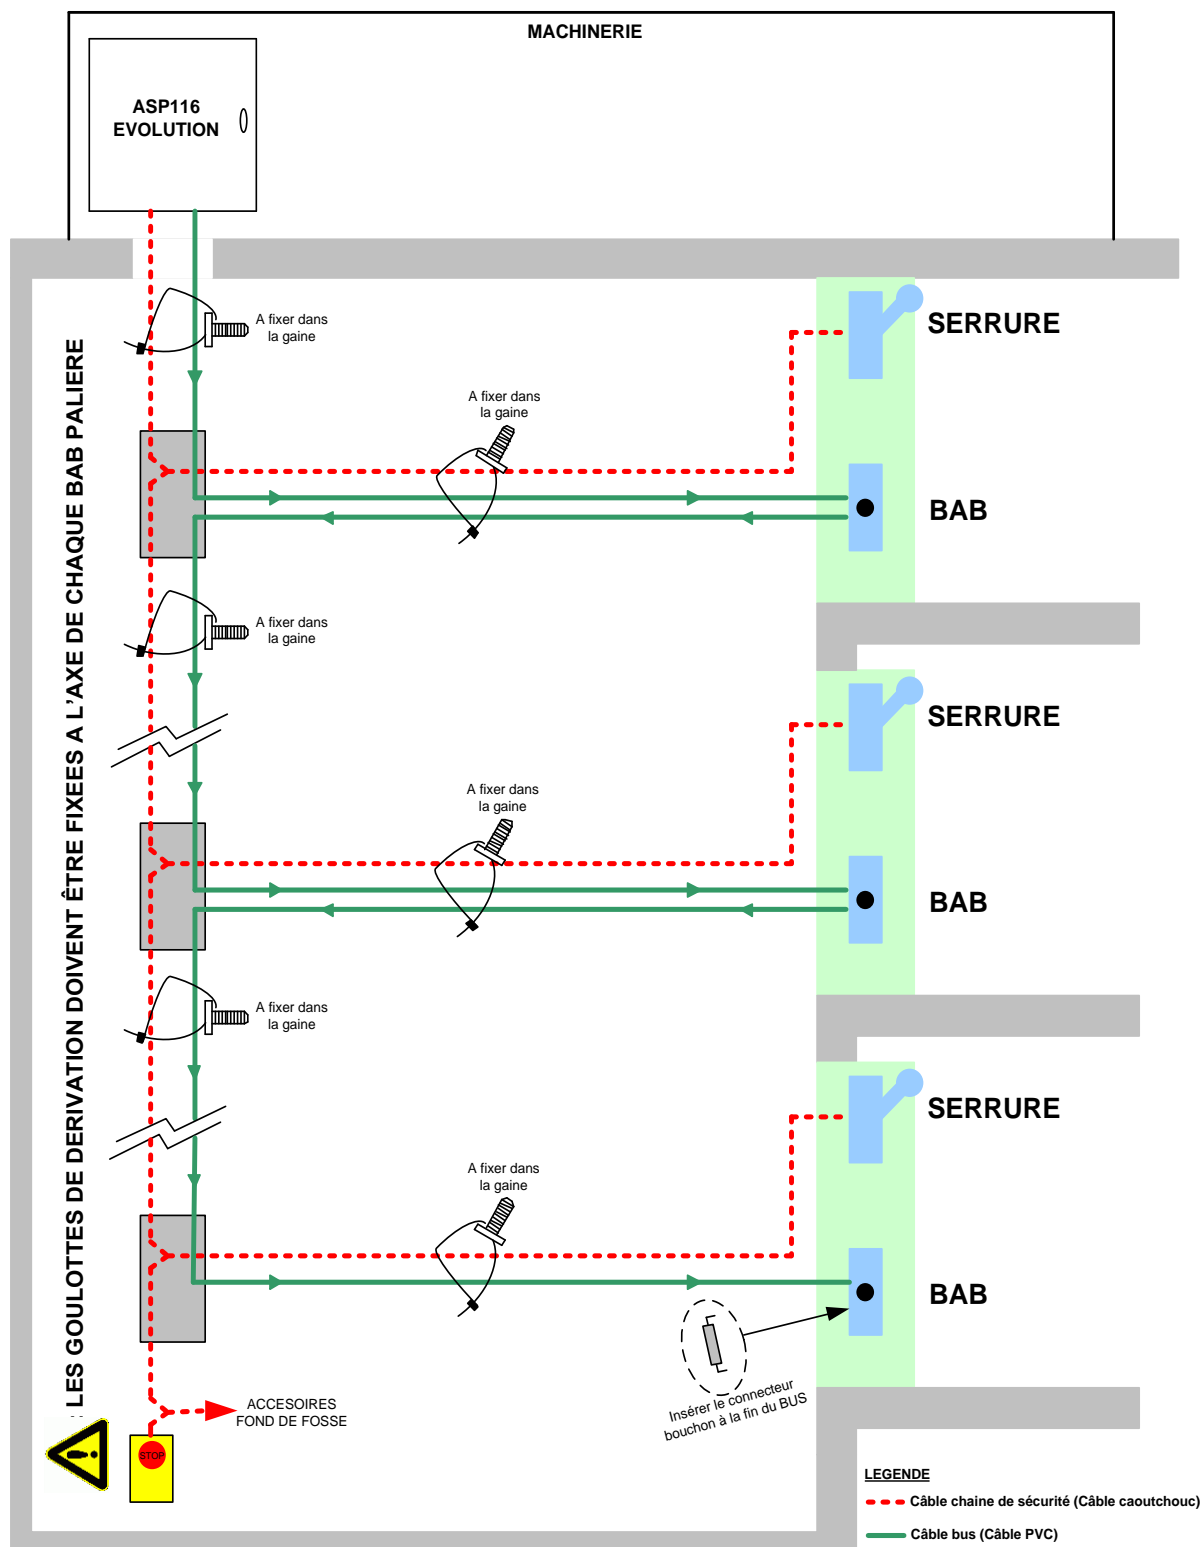 MACHINERIE
ASP116
EVOLUTION
A fixer dans
la gaine
SERRURE
A fixer dans
la gaine
BAB
A fixer dans
la gaine
SERRURE
A fixer dans
la gaine
BAB
A fixer dans
la gaine
SERRURE
A fixer dans
la gaine
BAB
LES GOULOTTES DE DERIVATION DOIVENT ÊTRE FIXEES A L'AXE DE CHAQUE BAB PALIERE
Insérer le connecteur
bouchon à la fin du BUS
ACCESOIRES
FOND DE FOSSE
STOP
LEGENDE
Câble chaine de sécurité (Câble caoutchouc)
Câble bus (Câble PVC)